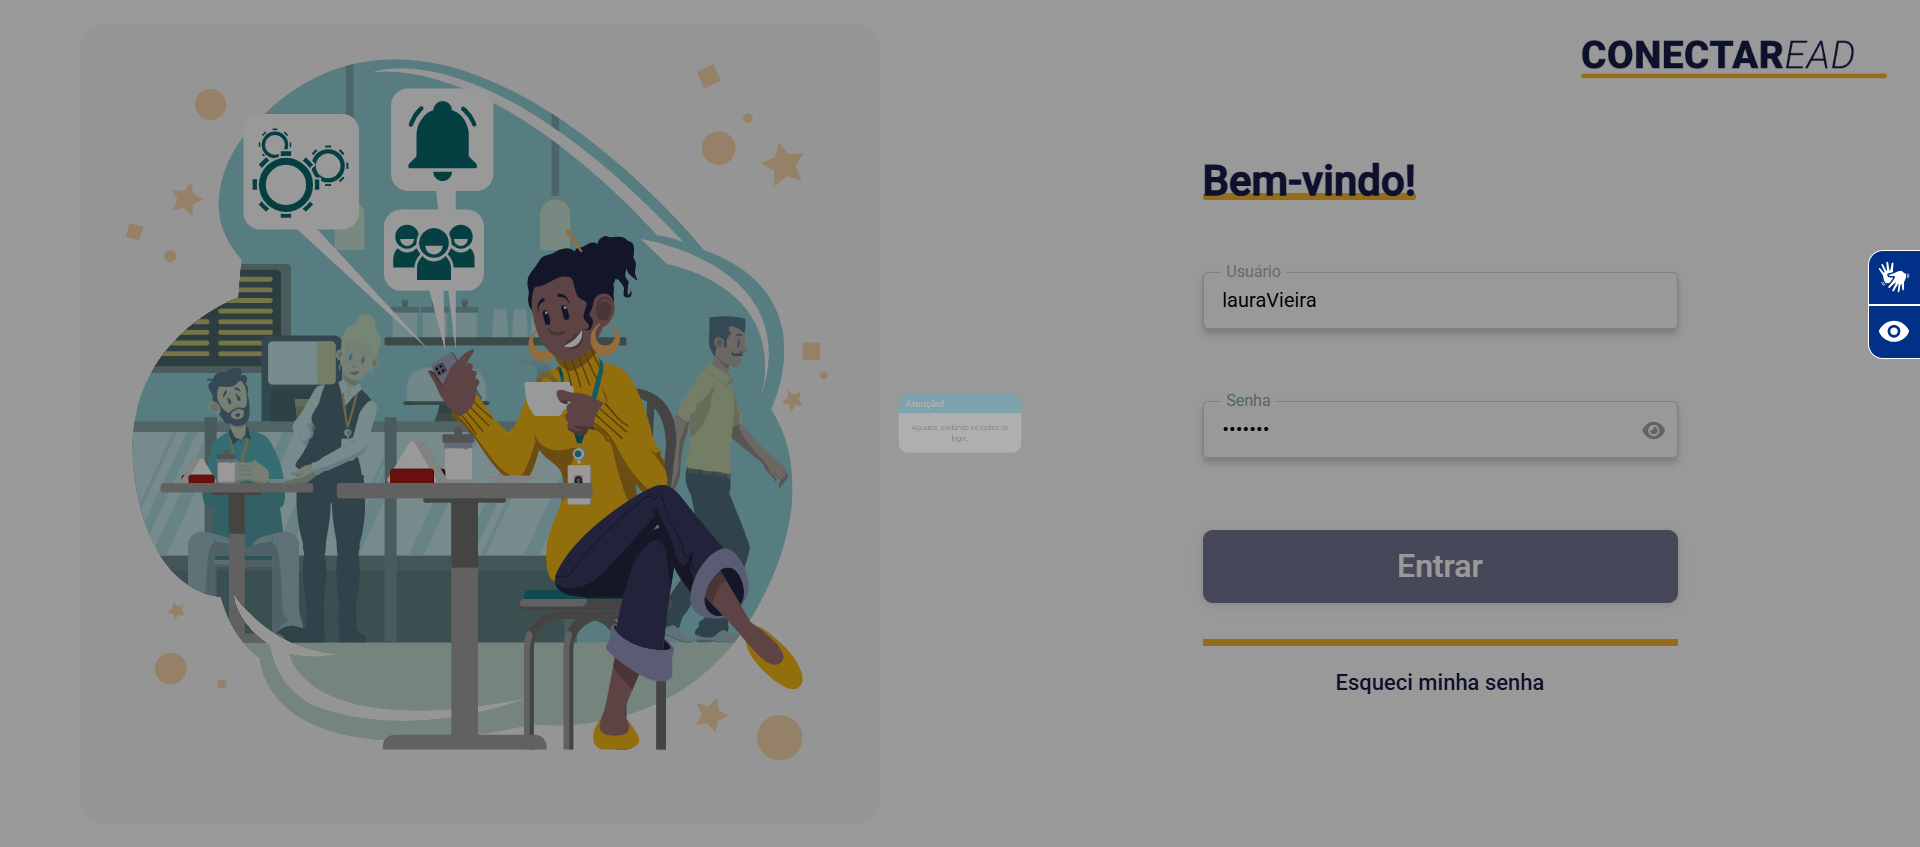 CONECTAREAD
Bem-vindo!
Usuário
lauraVieira
Senha
•••••••
Atenção!
Aguarde, enviando os dados de
login.
Entrar
Esqueci minha senha